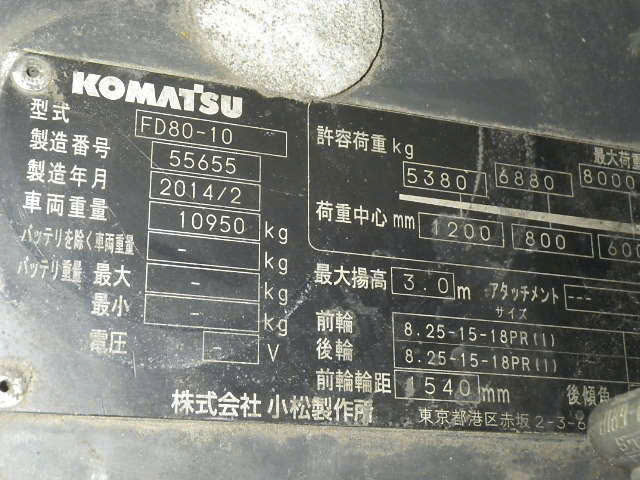 KOMATSU
型式 FD80-10
製造番号 55655
製造年月 2014/2
車両重量 10950 kg
バッテリを除く車両重量 - kg
バッテリ重量 最大 - kg
最小 - kg
電圧 - V
許容荷重 kg 最大荷
5380 6880 8000
荷重中心 mm 1200 800 600
最大揚高 3.0 m アタッチメント サイズ ---
前輪 8.25-15-18PR(1)
後輪 8.25-15-18PR(1)
前輪輪距 1540 mm 後傾角
株式会社 小松製作所 東京都港区赤坂2-3-6